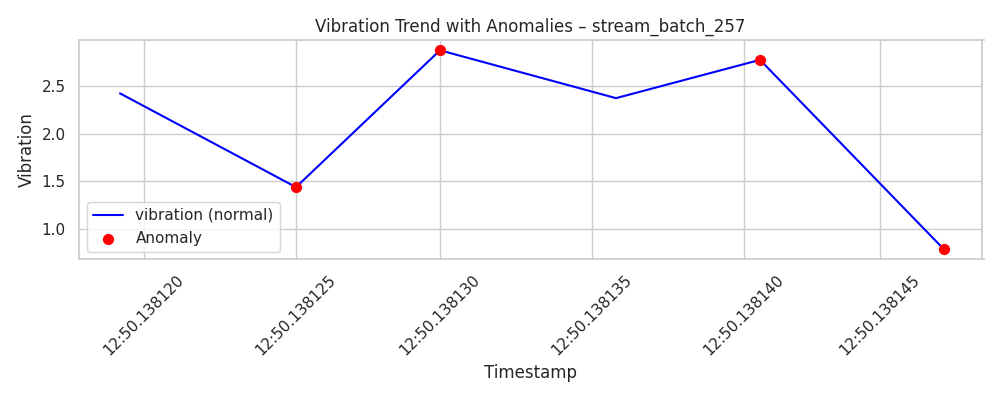 Vibration Trend with Anomalies – stream_batch_257
Vibration
2.5
2.0
1.5
1.0
vibration (normal)
Anomaly
12:50.138120
12:50.138125
12:50.138130
12:50.138135
12:50.138140
12:50.138145
Timestamp